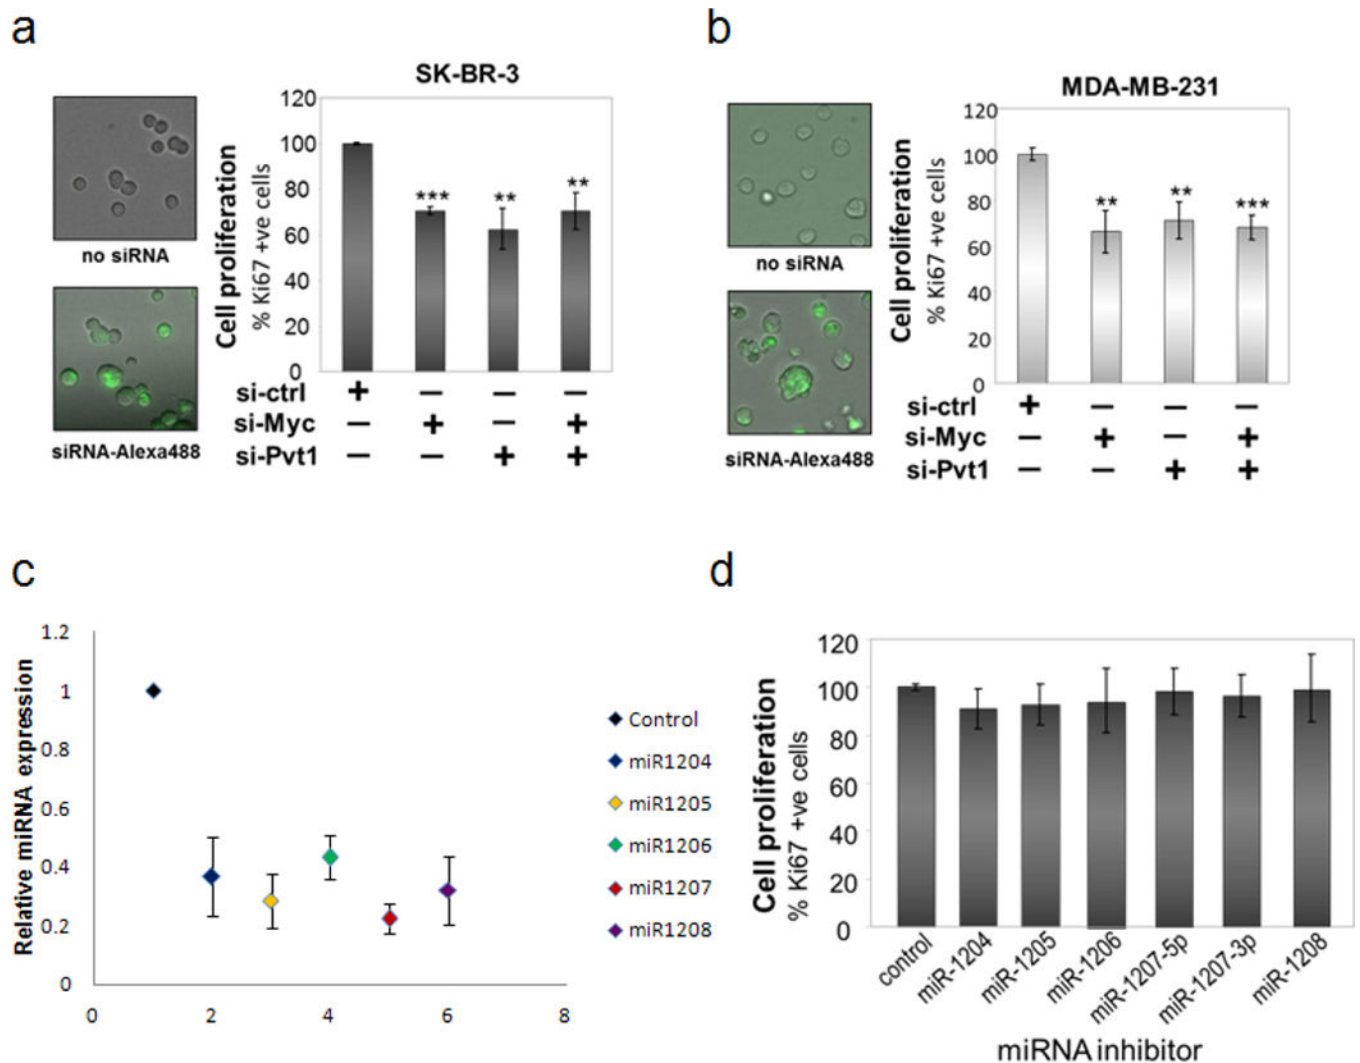 a
SK-BR-3
no siRNA
siRNA-Alexa488
Cell proliferation
% Ki67 +ve cells
120
100
80
60
40
20
0
***
**
**
si-ctrl + – – –
si-Myc – + – +
si-Pvt1 – – + +
b
MDA-MB-231
no siRNA
siRNA-Alexa488
Cell proliferation
% Ki67 +ve cells
120
100
80
60
40
20
0
**
**
***
si-ctrl + – – –
si-Myc – + – +
si-Pvt1 – – + +
c
Relative miRNA expression
1.2
1
0.8
0.6
0.4
0.2
0
0 2 4 6 8
Control
miR1204
miR1205
miR1206
miR1207
miR1208
d
Cell proliferation
% Ki67 +ve cells
120
100
80
60
40
20
0
control
miR-1204
miR-1205
miR-1206
miR-1207-5p
miR-1207-3p
miR-1208
miRNA inhibitor